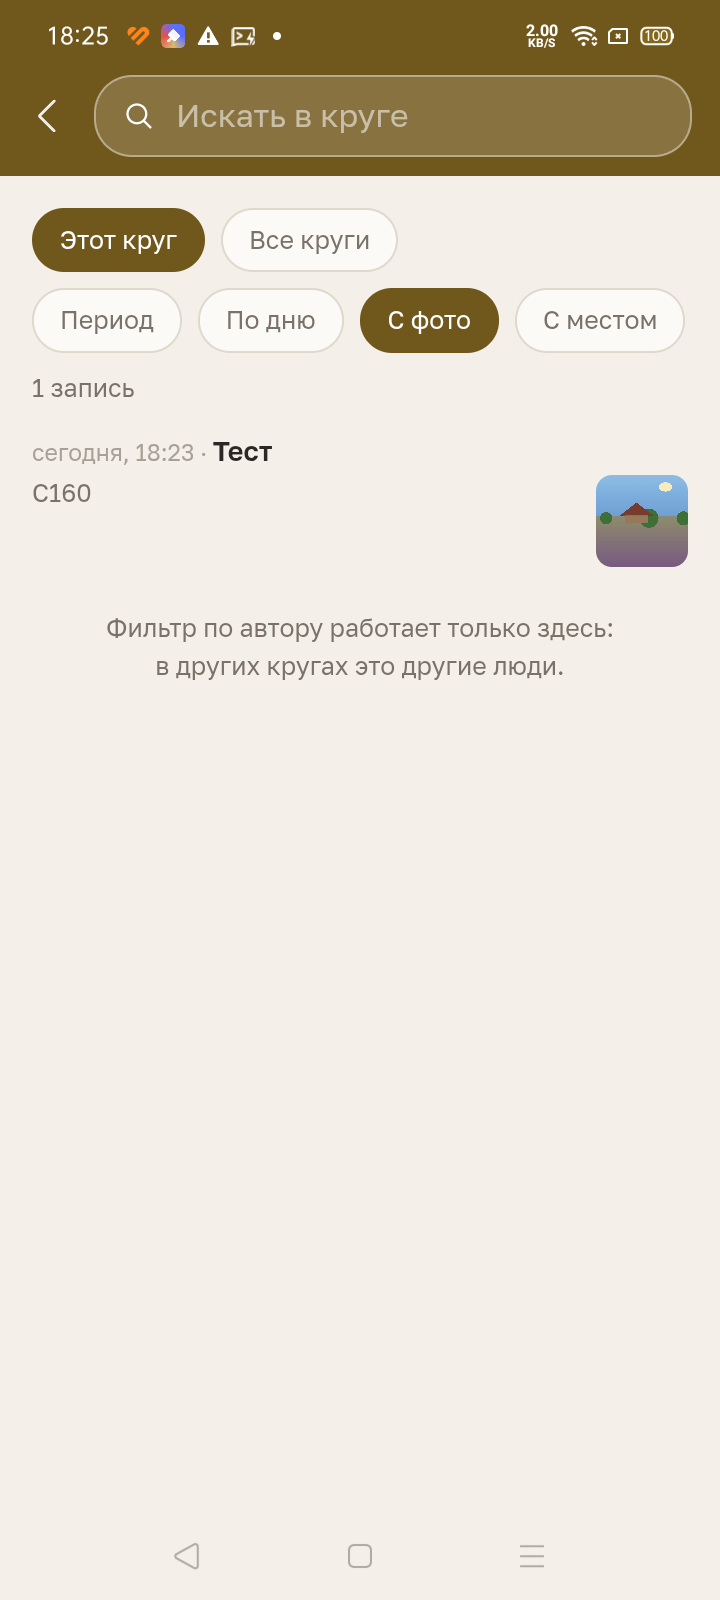 18:25
2.00
KB/S
100
Искать в круге
Этот круг
Все круги
Период
По дню
С фото
С местом
1 запись
сегодня, 18:23 · Тест
С160
Фильтр по автору работает только здесь:
в других кругах это другие люди.